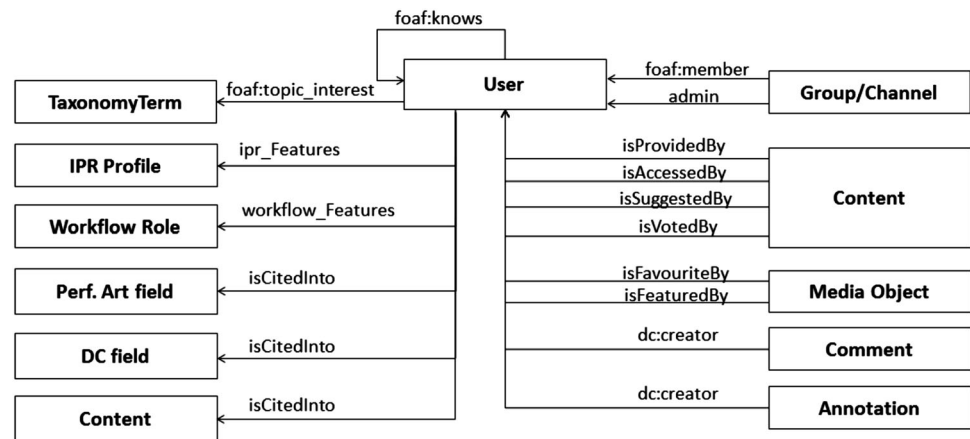 foaf:knows
User
foaf:topic_interest
TaxonomyTerm
ipr_Features
IPR Profile
workflow_Features
Workflow Role
isCitedInto
Perf. Art field
isCitedInto
DC field
isCitedInto
Content
foaf:member
admin
Group/Channel
isProvidedBy
isAccessedBy
isSuggestedBy
isVotedBy
Content
isFavouriteBy
isFeaturedBy
Media Object
dc:creator
Comment
dc:creator
Annotation